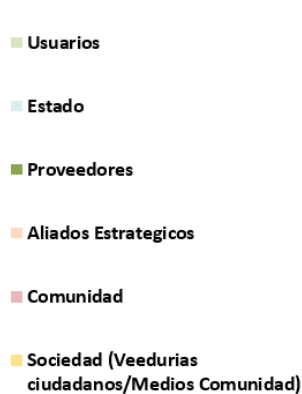 Usuarios
Estado
Proveedores
Aliados Estrategicos
Comunidad
Sociedad (Veedurias
ciudadanos/Medios Comunidad)